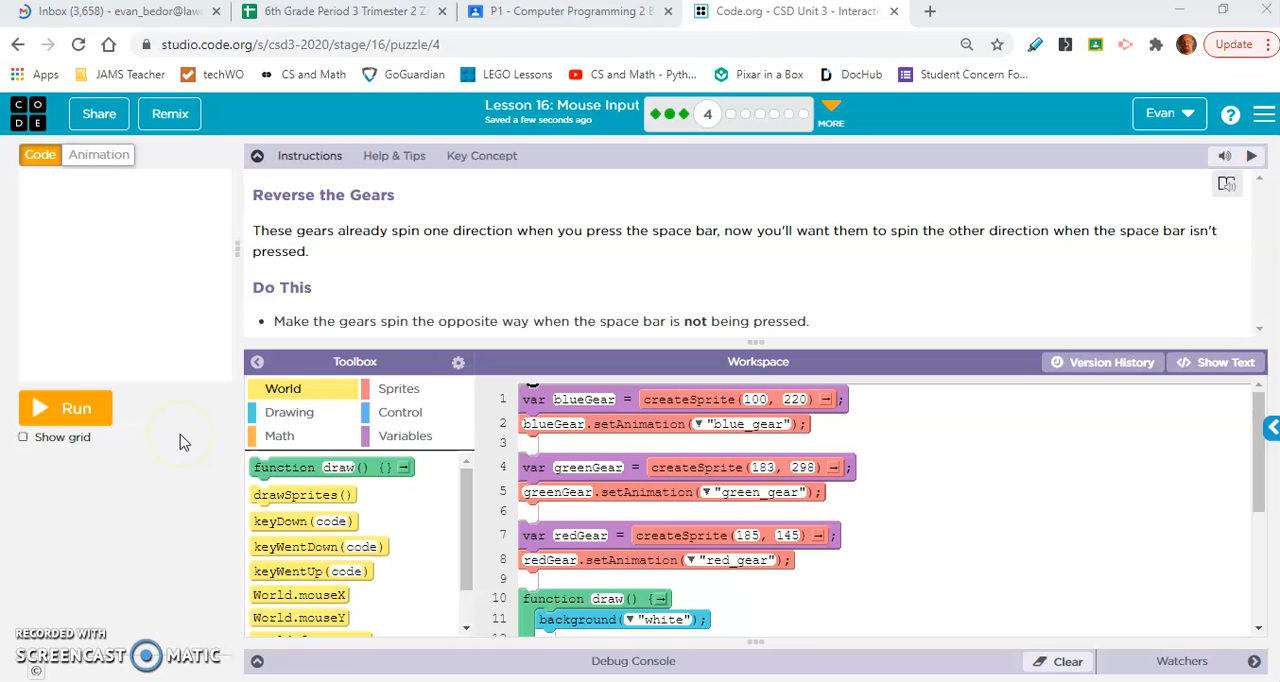 Inbox (3,658) - evan_bedor@law
6th Grade Period 3 Trimester 2 Z
P1 - Computer Programming 2 B
Code.org - CSD Unit 3 - Interacti
studio.code.org/s/csd3-2020/stage/16/puzzle/4
Update
Apps
JAMS Teacher
techWO
CS and Math
GoGuardian
LEGO Lessons
CS and Math - Pyth...
Pixar in a Box
DocHub
Student Concern Fo...
C O
D E
Share
Remix
Lesson 16: Mouse Input
Saved a few seconds ago
4
MORE
Evan
?
Code
Animation
Instructions
Help & Tips
Key Concept
Reverse the Gears
These gears already spin one direction when you press the space bar, now you'll want them to spin the other direction when the space bar isn't
pressed.
Do This
• Make the gears spin the opposite way when the space bar is not being pressed.
Toolbox
Workspace
Version History
Show Text
Run
Show grid
World
Sprites
Drawing
Control
Math
Variables
function draw() {}
drawSprites()
keyDown(code)
keyWentDown(code)
keyWentUp(code)
World.mouseX
World.mouseY
1 var blueGear = createSprite(100, 220);
2 blueGear.setAnimation("blue_gear");
3
4 var greenGear = createSprite(183, 298);
5 greenGear.setAnimation("green_gear");
6
7 var redGear = createSprite(185, 145);
8 redGear.setAnimation("red_gear");
9
10 function draw() {
11 background("white");
RECORDED WITH
SCREENCAST MATIC
©
Debug Console
Clear
Watchers